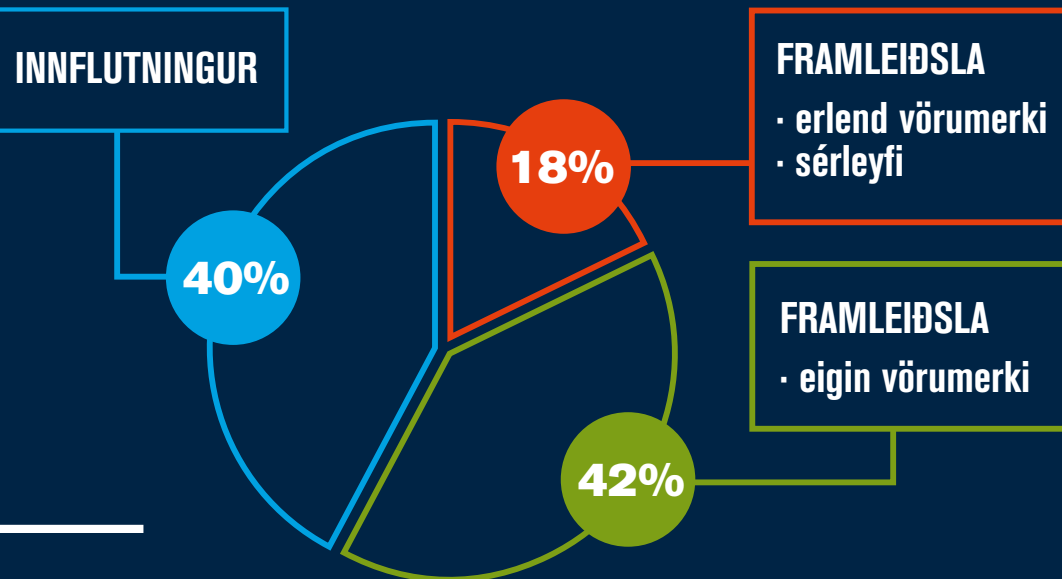 INNFLUTNINGUR
40%
18%
FRAMLEIÐSLA
· erlend vörumerki
· sérleyfi
42%
FRAMLEIÐSLA
· eigin vörumerki